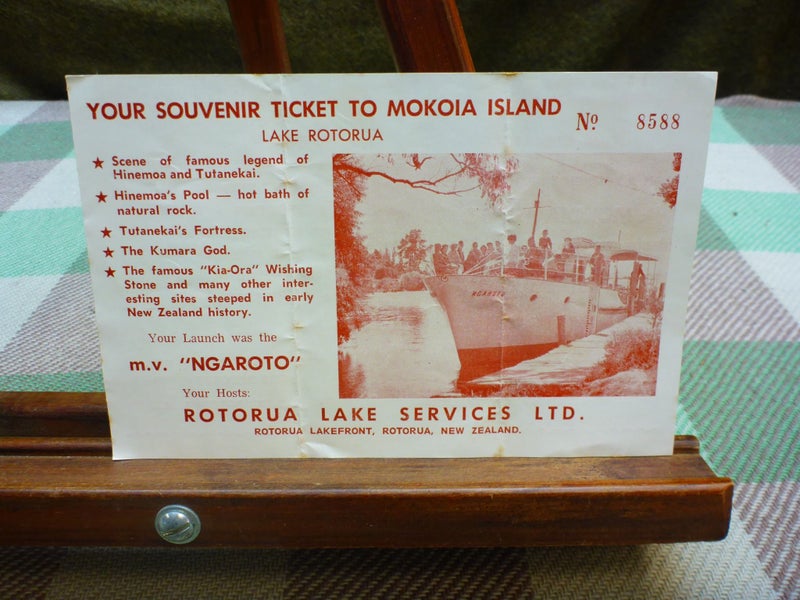 YOUR SOUVENIR TICKET TO MOKOIA ISLAND
Nº 8588
LAKE ROTORUA
★ Scene of famous legend of
Hinemoa and Tutanekai.
★ Hinemoa's Pool — hot bath of
natural rock.
★ Tutanekai's Fortress.
★ The Kumara God.
★ The famous "Kia-Ora" Wishing
Stone and many other inter-
esting sites steeped in early
New Zealand history.
Your Launch was the
m.v. "NGAROTO"
NGAROTO
Your Hosts:
ROTORUA LAKE SERVICES LTD.
ROTORUA LAKEFRONT, ROTORUA, NEW ZEALAND.